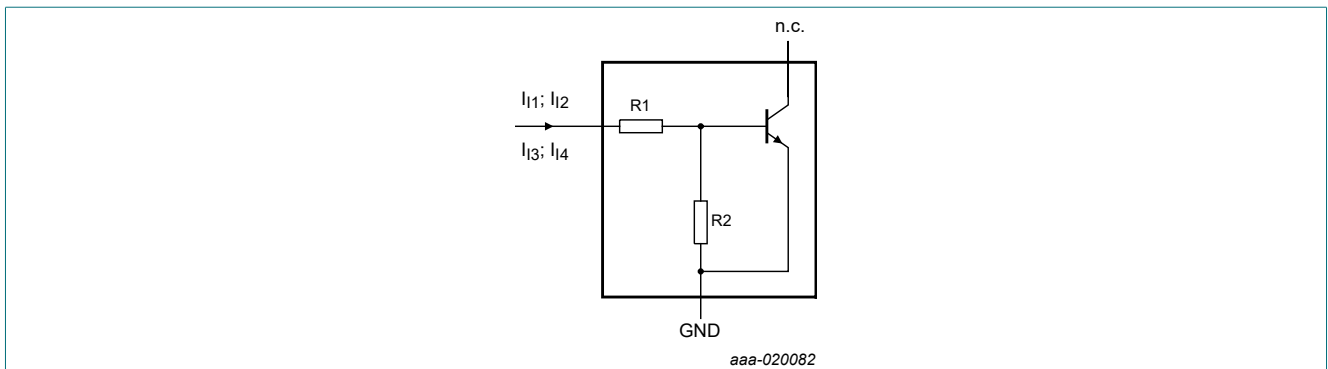 n.c.
I_I1; I_I2
R1
I_I3; I_I4
R2
GND
aaa-020082